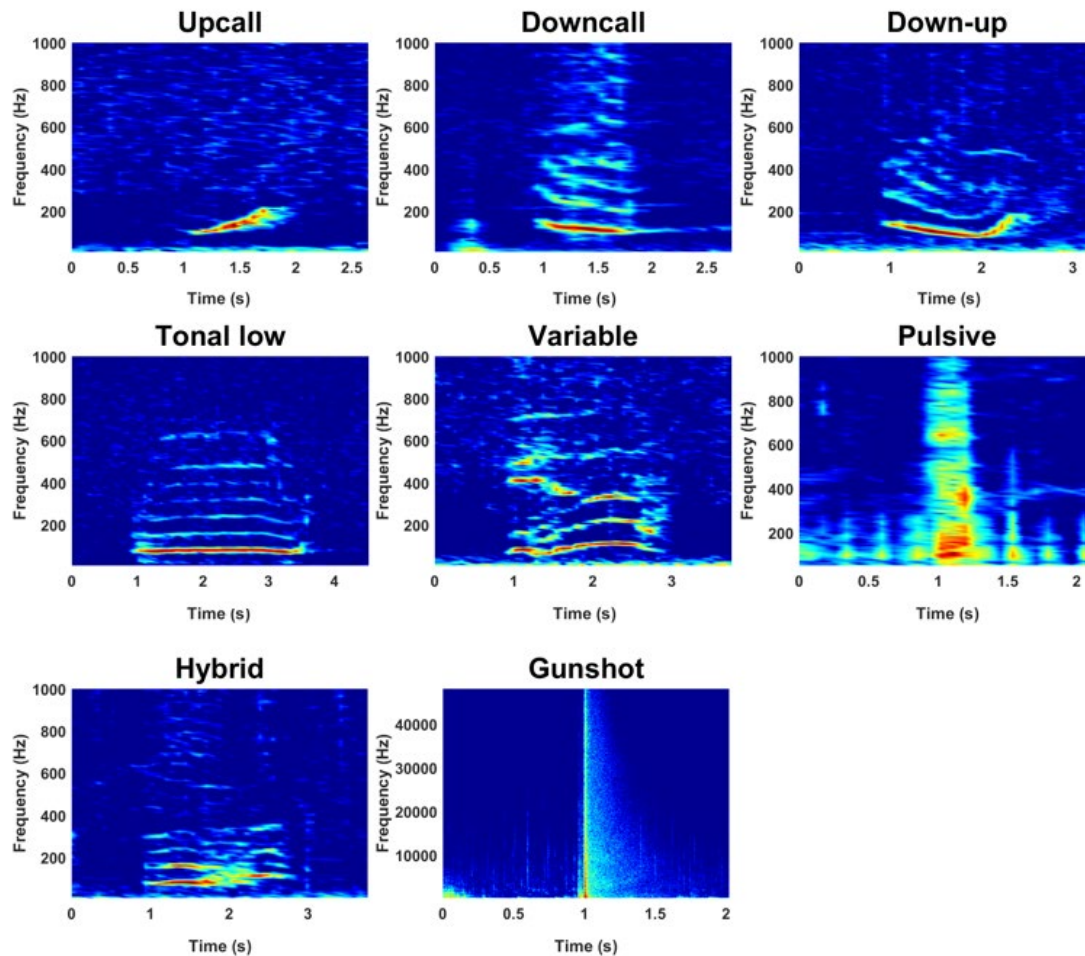 Upcall
1000
800
600
400
200
Frequency (Hz)
0 0.5 1 1.5 2 2.5
Time (s)
Downcall
1000
800
600
400
200
Frequency (Hz)
0 1 2
Time (s)
Down-up
1000
800
600
400
200
Frequency (Hz)
0 1 2 3
Time (s)
Tonal low
1000
800
600
400
200
Frequency (Hz)
0 1 2 3 4
Time (s)
Variable
1000
800
600
400
200
Frequency (Hz)
0 1 2 3
Time (s)
Pulsive
1000
800
600
400
200
Frequency (Hz)
0 0.5 1 1.5 2
Time (s)
Hybrid
1000
800
600
400
200
Frequency (Hz)
0 1 2 3
Time (s)
Gunshot
40000
30000
20000
10000
Frequency (Hz)
0 0.5 1 1.5 2
Time (s)